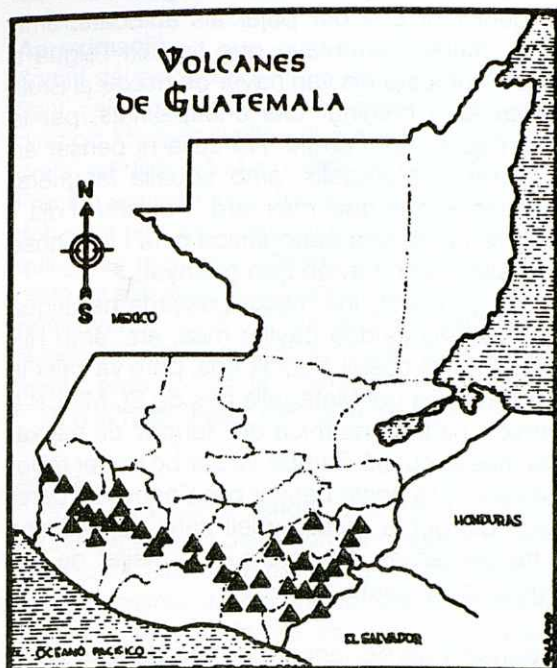 VOLCANES
DE GUATEMALA
N
S
MEXICO
HONDURAS
EL SALVADOR
OCEANO PACIFICO